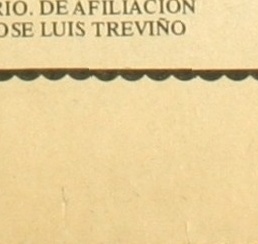 RIO. DE AFILIACION
OSE LUIS TREVIÑO